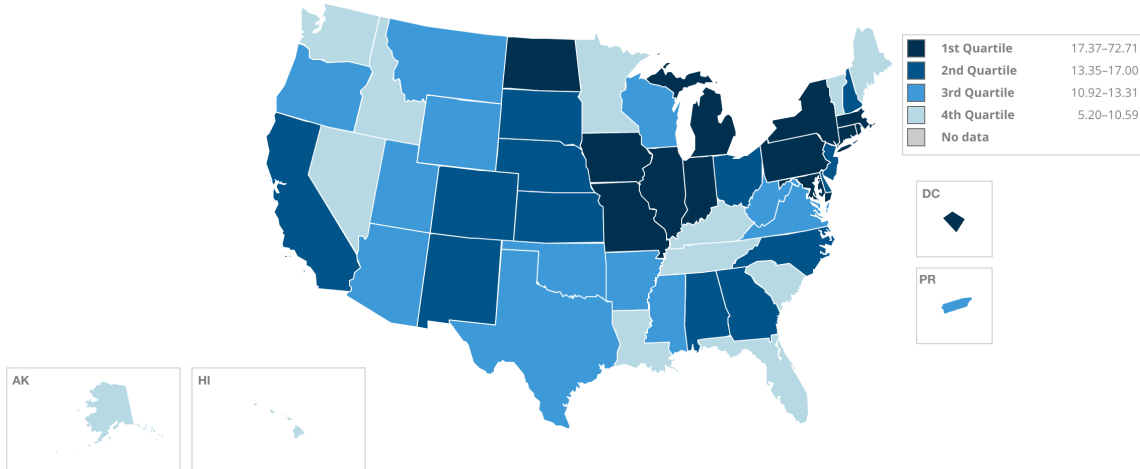 1st Quartile 17.37–72.71
2nd Quartile 13.35–17.00
3rd Quartile 10.92–13.31
4th Quartile 5.20–10.59
No data
DC
PR
AK
HI